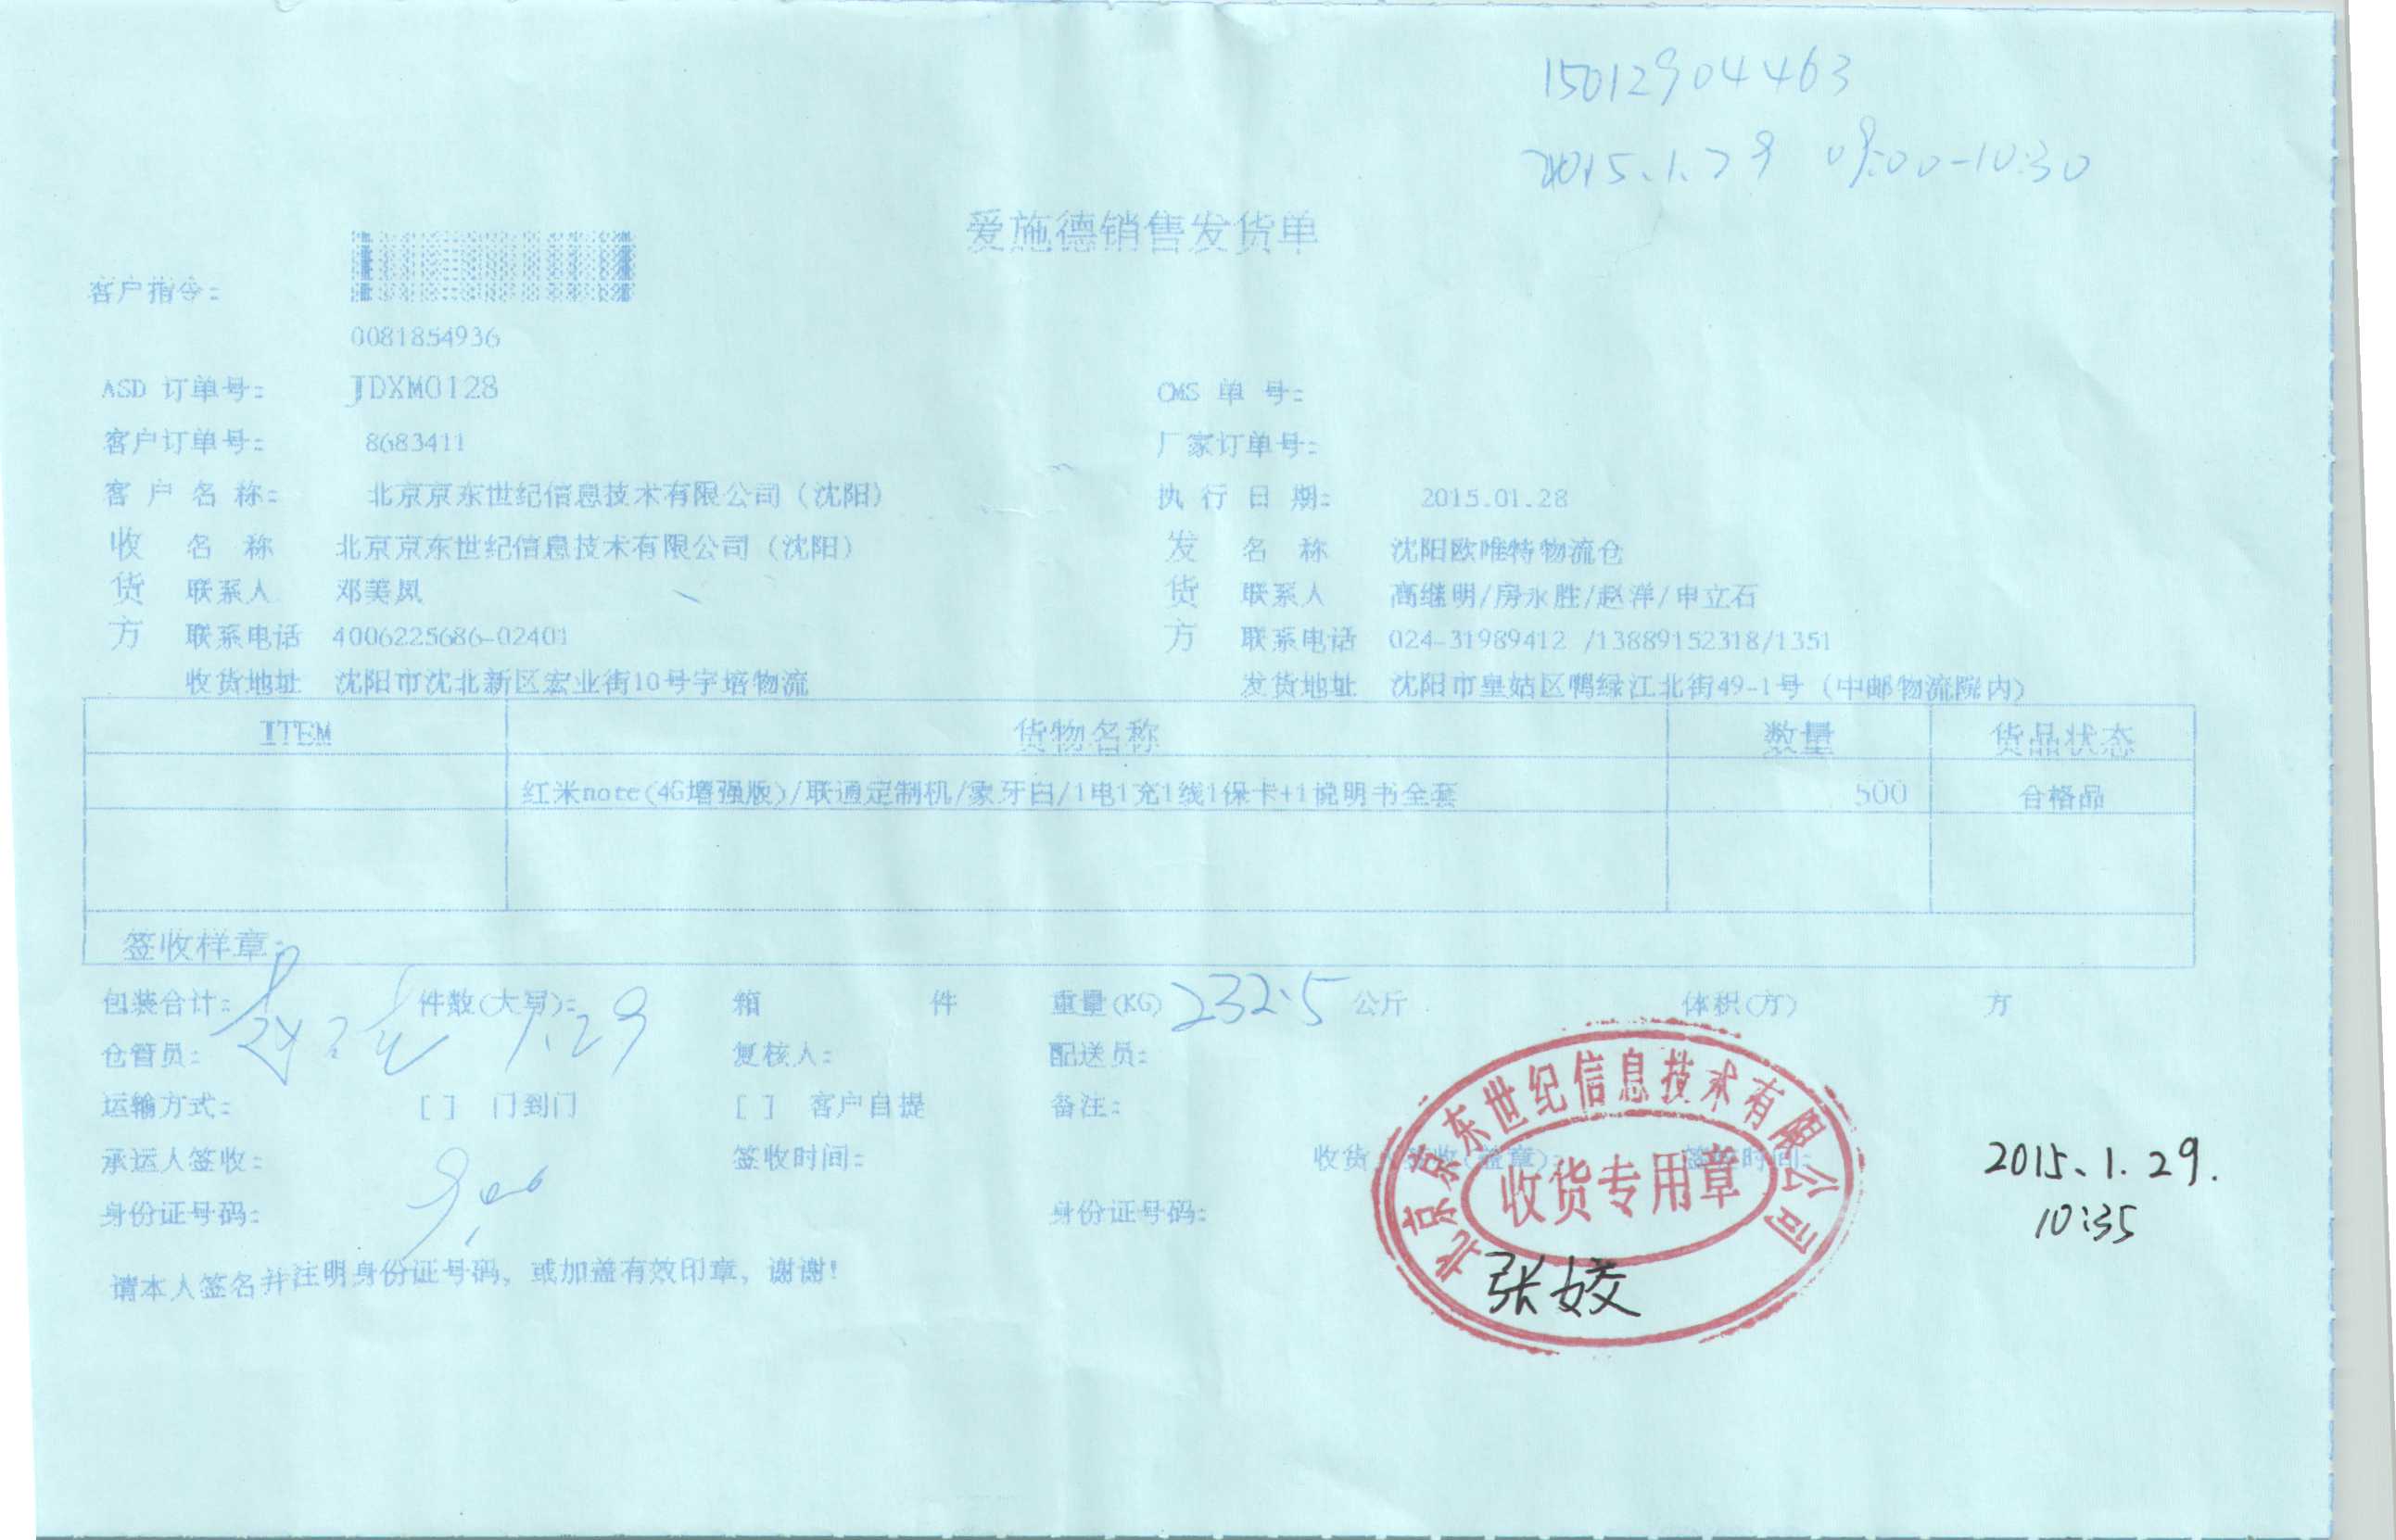 15012904463
2015.1.29 09:00-10:30
爱施德销售发货单
客户指令:
0081854936
ASD 订单号: JDXM0128 CMS 单 号:
客户订单号: 8683411 厂家订单号:
客 户 名 称: 北京京东世纪信息技术有限公司（沈阳） 执 行 日 期: 2015.01.28
收 名 称 北京京东世纪信息技术有限公司（沈阳） 发 名 称 沈阳欧唯特物流仓
货 联系人 邓美凤 货 联系人 高继明/房永胜/赵洋/申立石
方 联系电话 4006225686-02401 方 联系电话 024-31989412 /13889152318/1351
收货地址 沈阳市沈北新区宏业街10号字培物流 发货地址 沈阳市皇姑区鸭绿江北街49-1号（中邮物流院内）
ITEM 货物名称 数量 货品状态
红米note(4G增强版)/联通定制机/象牙白/1电1充1线1保卡+1说明书全套 500 合格品
签收样章:
包装合计: 件数(大写): 箱 件 重量(KG) 232.5 公斤 体积(方) 方
1.29
仓管员: 复核人: 配送员:
运输方式: [ ] 门到门 [ ] 客户自提 备注:
承运人签收: 签收时间: 收货人签收(盖章): 签收时间: 2015.1.29.
10:35
身份证号码: 身份证号码:
北京京东世纪信息技术有限公司
收货专用章
张姣
请本人签名并注明身份证号码，或加盖有效印章，谢谢!